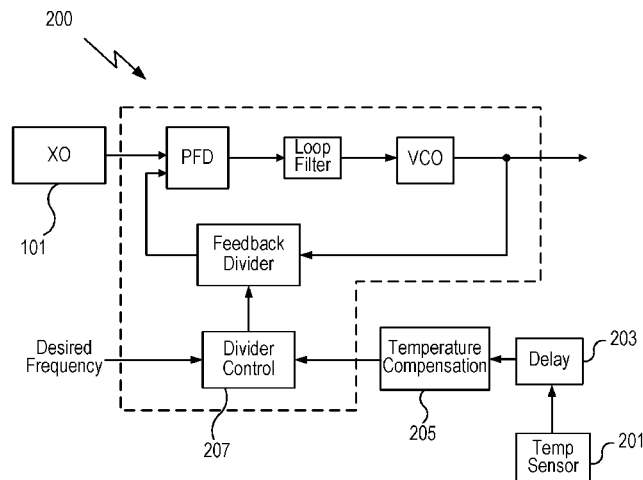 200
XO
PFD
Loop
Filter
VCO
101
Feedback
Divider
Desired
Frequency
Divider
Control
Temperature
Compensation
Delay
203
207
205
Temp
Sensor
201